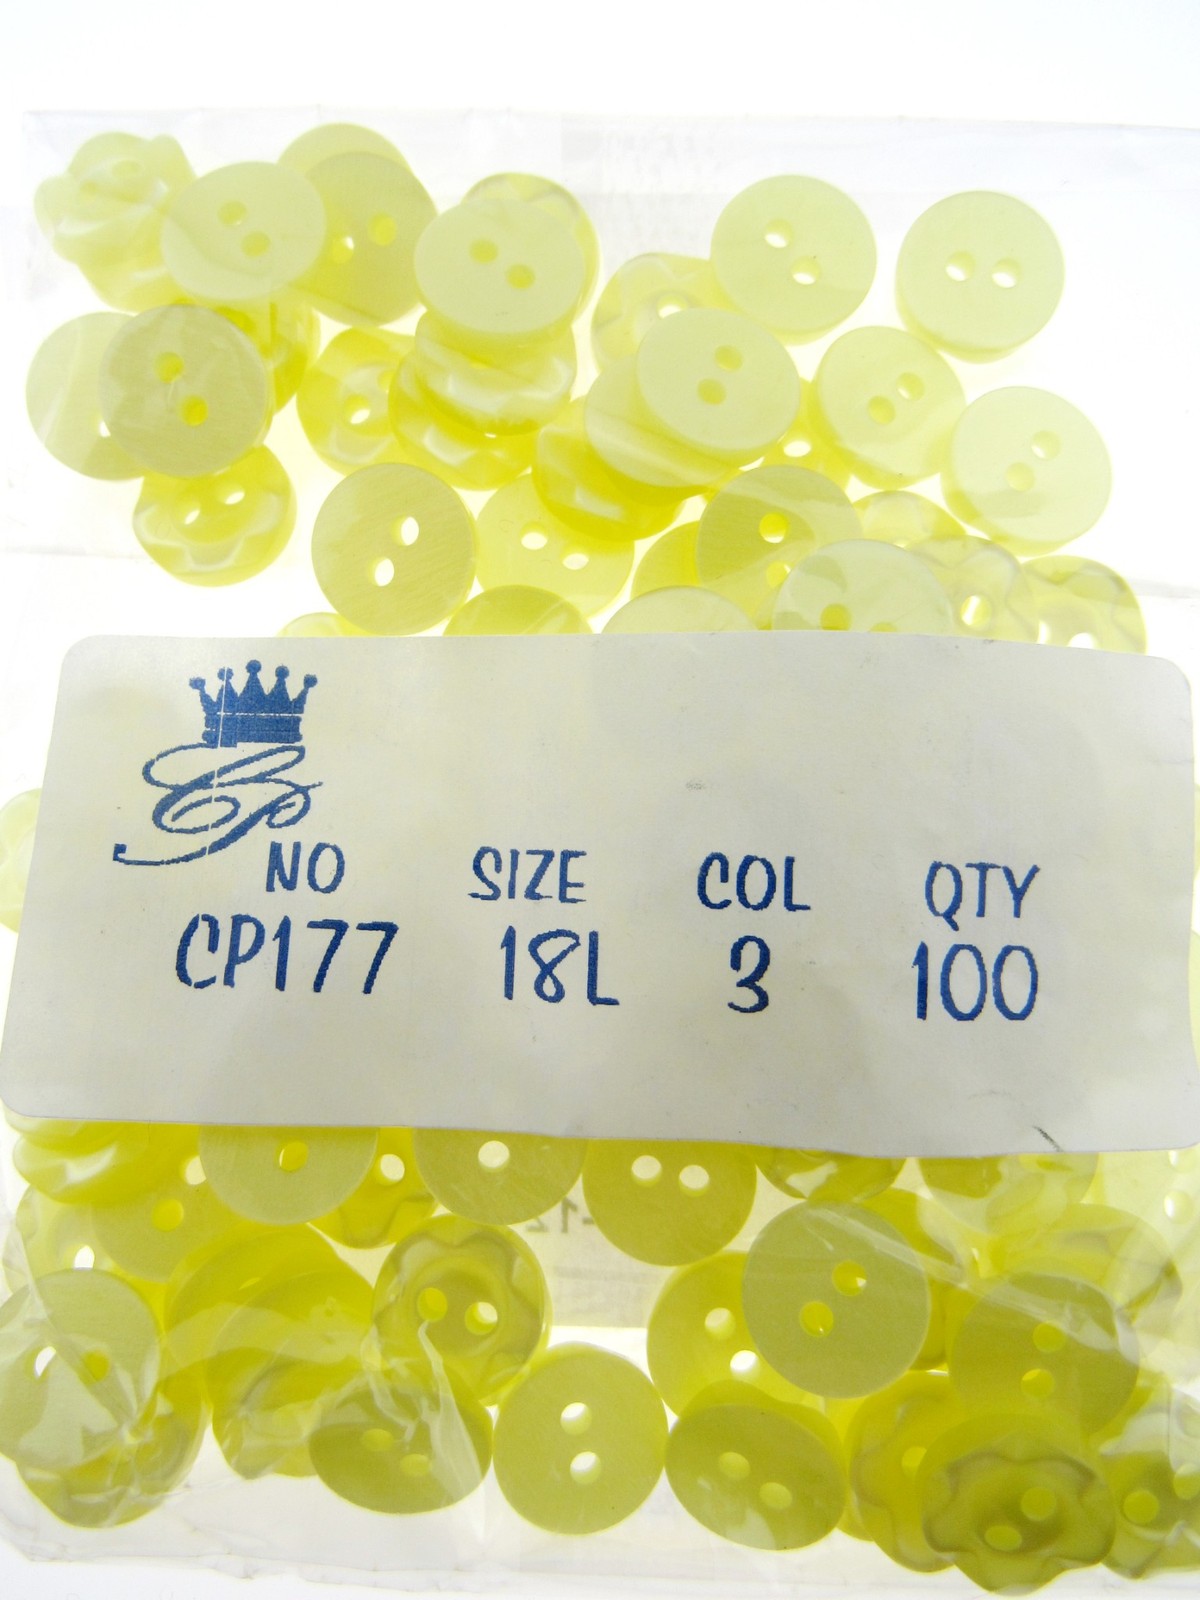 NO SIZE COL QTY
CP177 18L 3 100